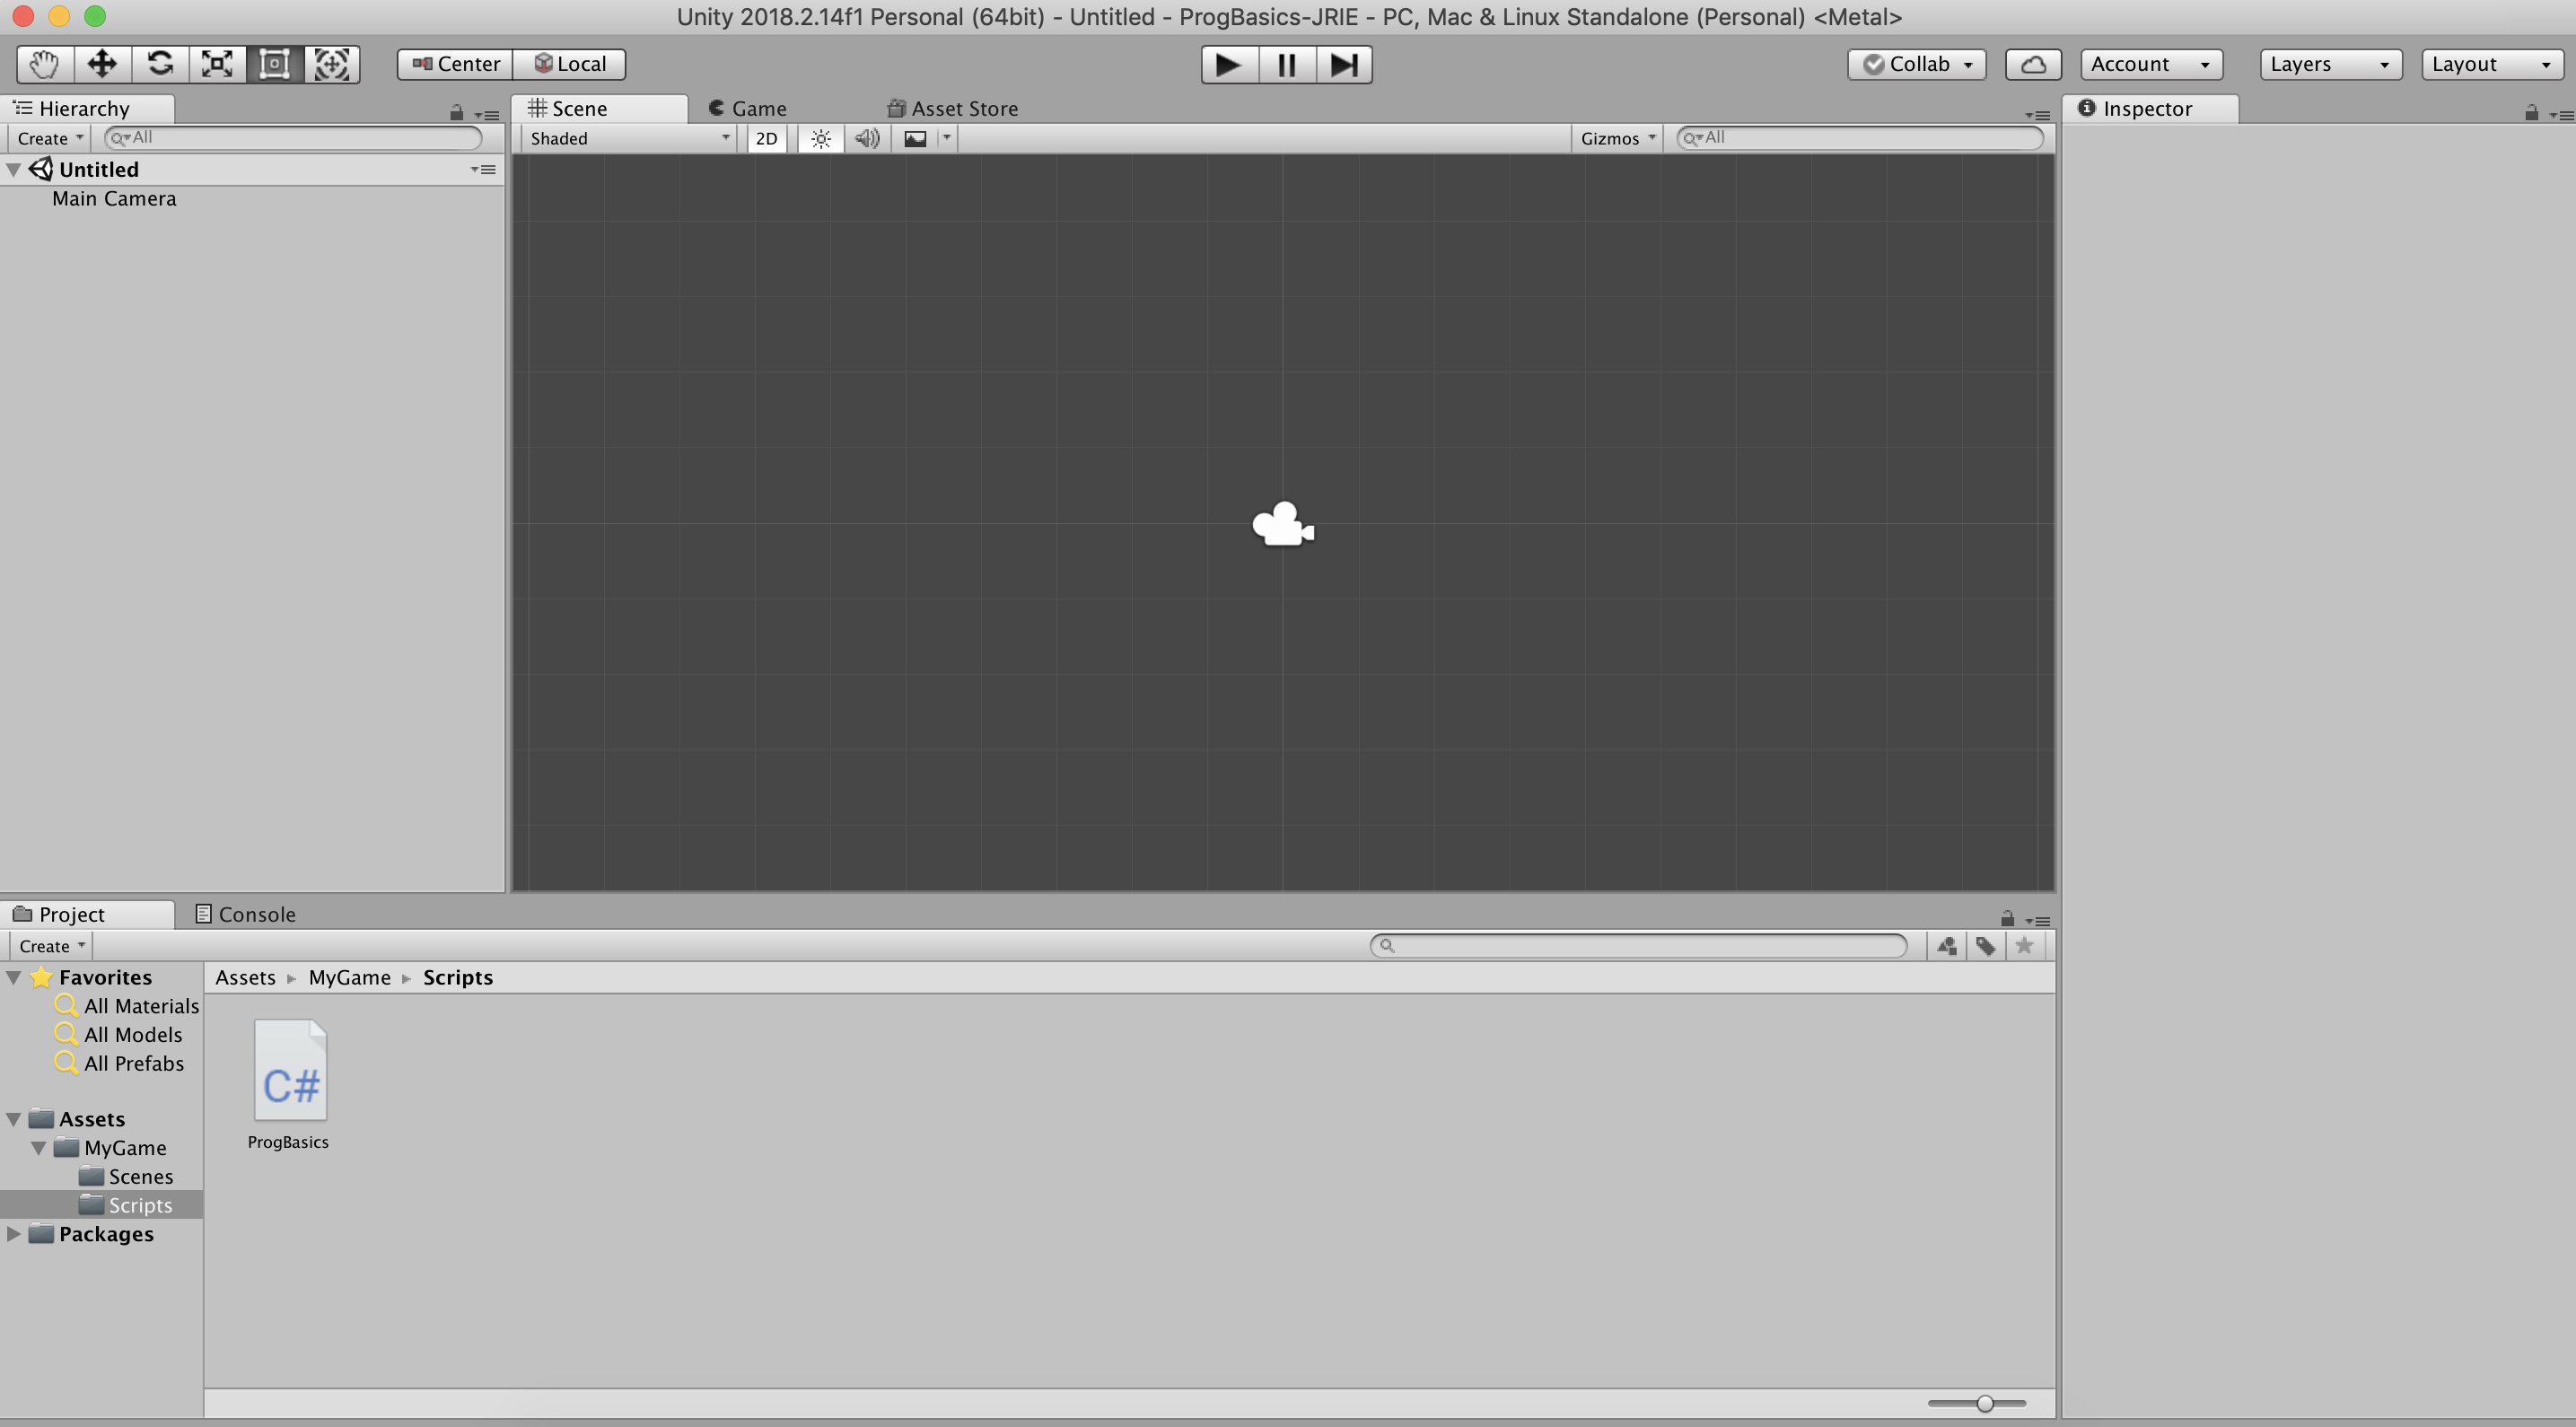 Unity 2018.2.14f1 Personal (64bit) - Untitled - ProgBasics-JRIE - PC, Mac & Linux Standalone (Personal) <Metal>
Center Local Collab Account Layers Layout
Hierarchy
Create All
Untitled
Main Camera
Scene Game Asset Store
Shaded 2D Gizmos All
Inspector
Project Console
Create
Favorites
All Materials
All Models
All Prefabs
Assets
MyGame
Scenes
Scripts
Packages
Assets MyGame Scripts
C#
ProgBasics